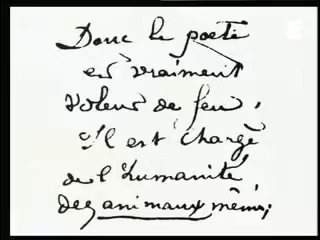 Donc le poète
est vraiment
voleur de feu,
Il est chargé
de l'humanité,
des animaux même;